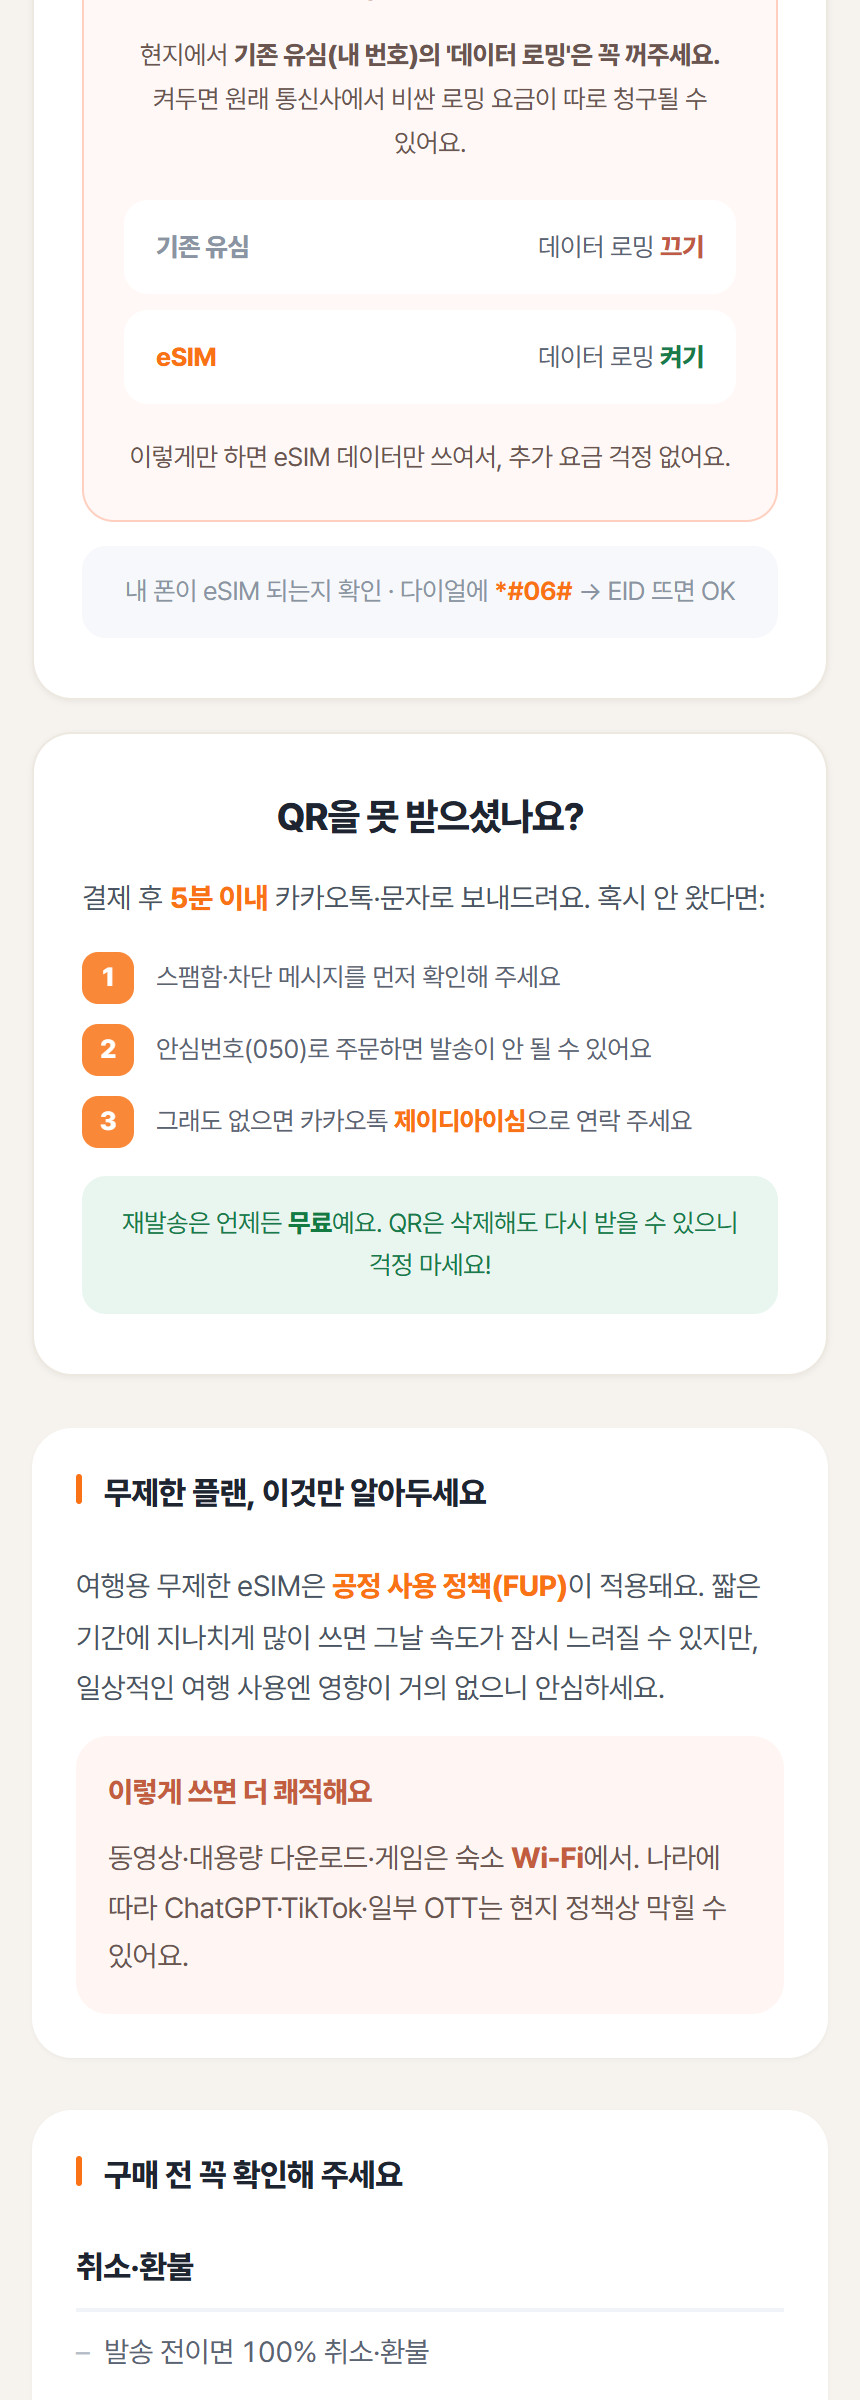 현지에서 기존 유심(내 번호)의 '데이터 로밍'은 꼭 꺼주세요.
켜두면 원래 통신사에서 비싼 로밍 요금이 따로 청구될 수
있어요.
기존 유심 데이터 로밍 끄기
eSIM 데이터 로밍 켜기
이렇게만 하면 eSIM 데이터만 쓰여서, 추가 요금 걱정 없어요.
내 폰이 eSIM 되는지 확인 · 다이얼에 *#06# → EID 뜨면 OK
QR을 못 받으셨나요?
결제 후 5분 이내 카카오톡·문자로 보내드려요. 혹시 안 왔다면:
1 스팸함·차단 메시지를 먼저 확인해 주세요
2 안심번호(050)로 주문하면 발송이 안 될 수 있어요
3 그래도 없으면 카카오톡 제이디아이심으로 연락 주세요
재발송은 언제든 무료예요. QR은 삭제해도 다시 받을 수 있으니
걱정 마세요!
무제한 플랜, 이것만 알아두세요
여행용 무제한 eSIM은 공정 사용 정책(FUP)이 적용돼요. 짧은
기간에 지나치게 많이 쓰면 그날 속도가 잠시 느려질 수 있지만,
일상적인 여행 사용엔 영향이 거의 없으니 안심하세요.
이렇게 쓰면 더 쾌적해요
동영상·대용량 다운로드·게임은 숙소 Wi-Fi에서. 나라에
따라 ChatGPT·TikTok·일부 OTT는 현지 정책상 막힐 수
있어요.
구매 전 꼭 확인해 주세요
취소·환불
– 발송 전이면 100% 취소·환불